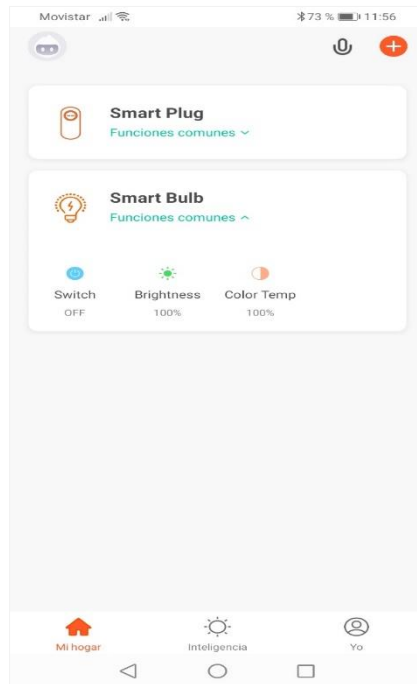 Movistar 73 % 11:56
Smart Plug
Funciones comunes
Smart Bulb
Funciones comunes
Switch Brightness Color Temp
OFF 100% 100%
Mi hogar Inteligencia Yo